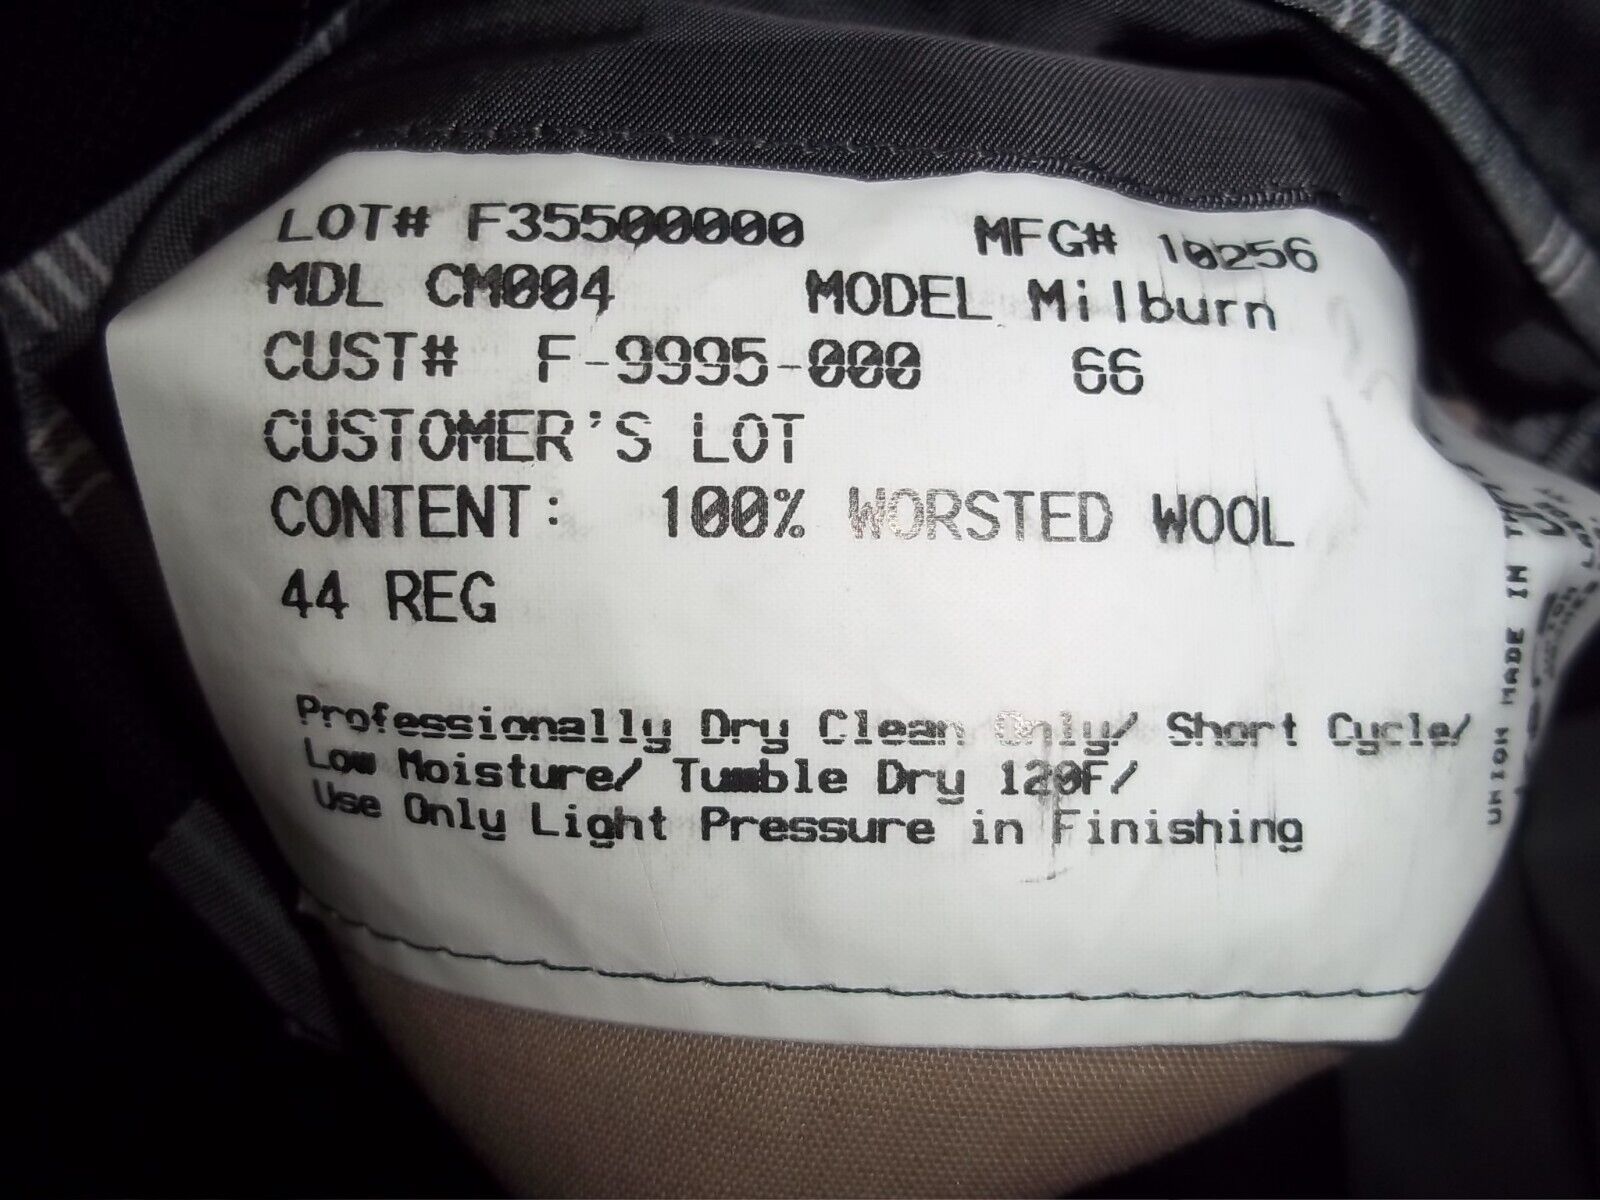 LOT# F35500000 MFG# 10256
MDL CM004 MODEL Milburn
CUST# F-9995-000 66
CUSTOMER'S LOT
CONTENT: 100% WORSTED WOOL
44 REG
Professionally Dry Clean Only/ Short Cycle/
Low Moisture/ Tumble Dry 120F/
Use Only Light Pressure in Finishing
UNION MADE IN